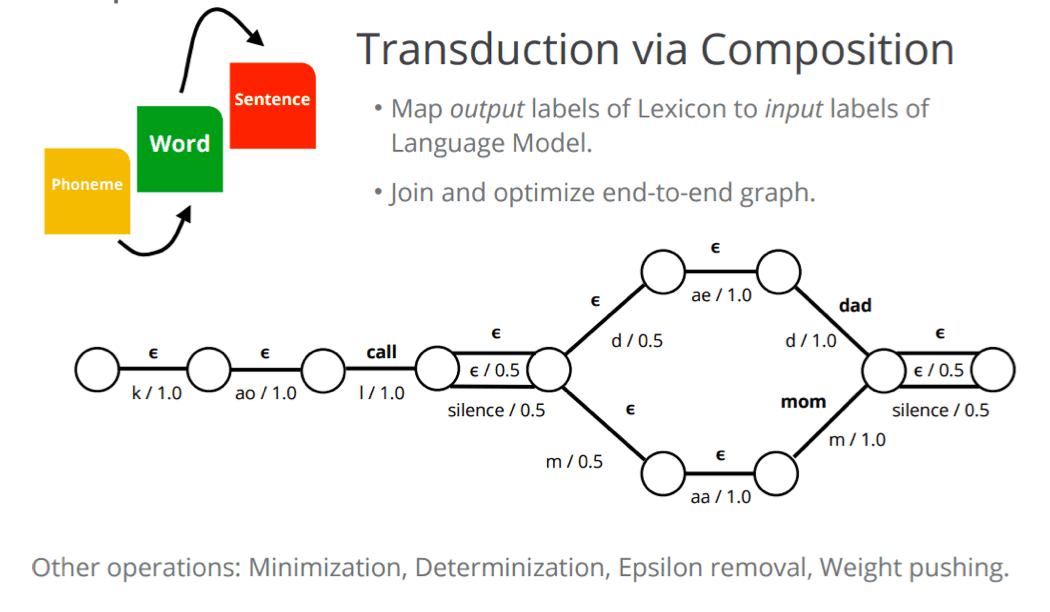 Transduction via Composition
• Map output labels of Lexicon to input labels of
Language Model.
• Join and optimize end-to-end graph.
Sentence
Word
Phoneme
ϵ
ae / 1.0
ϵ
d / 0.5
dad
d / 1.0
ϵ
k / 1.0
ϵ
ao / 1.0
call
l / 1.0
ϵ
ϵ / 0.5
silence / 0.5
ϵ
ϵ / 0.5
silence / 0.5
ϵ
m / 0.5
mom
m / 1.0
ϵ
aa / 1.0
Other operations: Minimization, Determinization, Epsilon removal, Weight pushing.